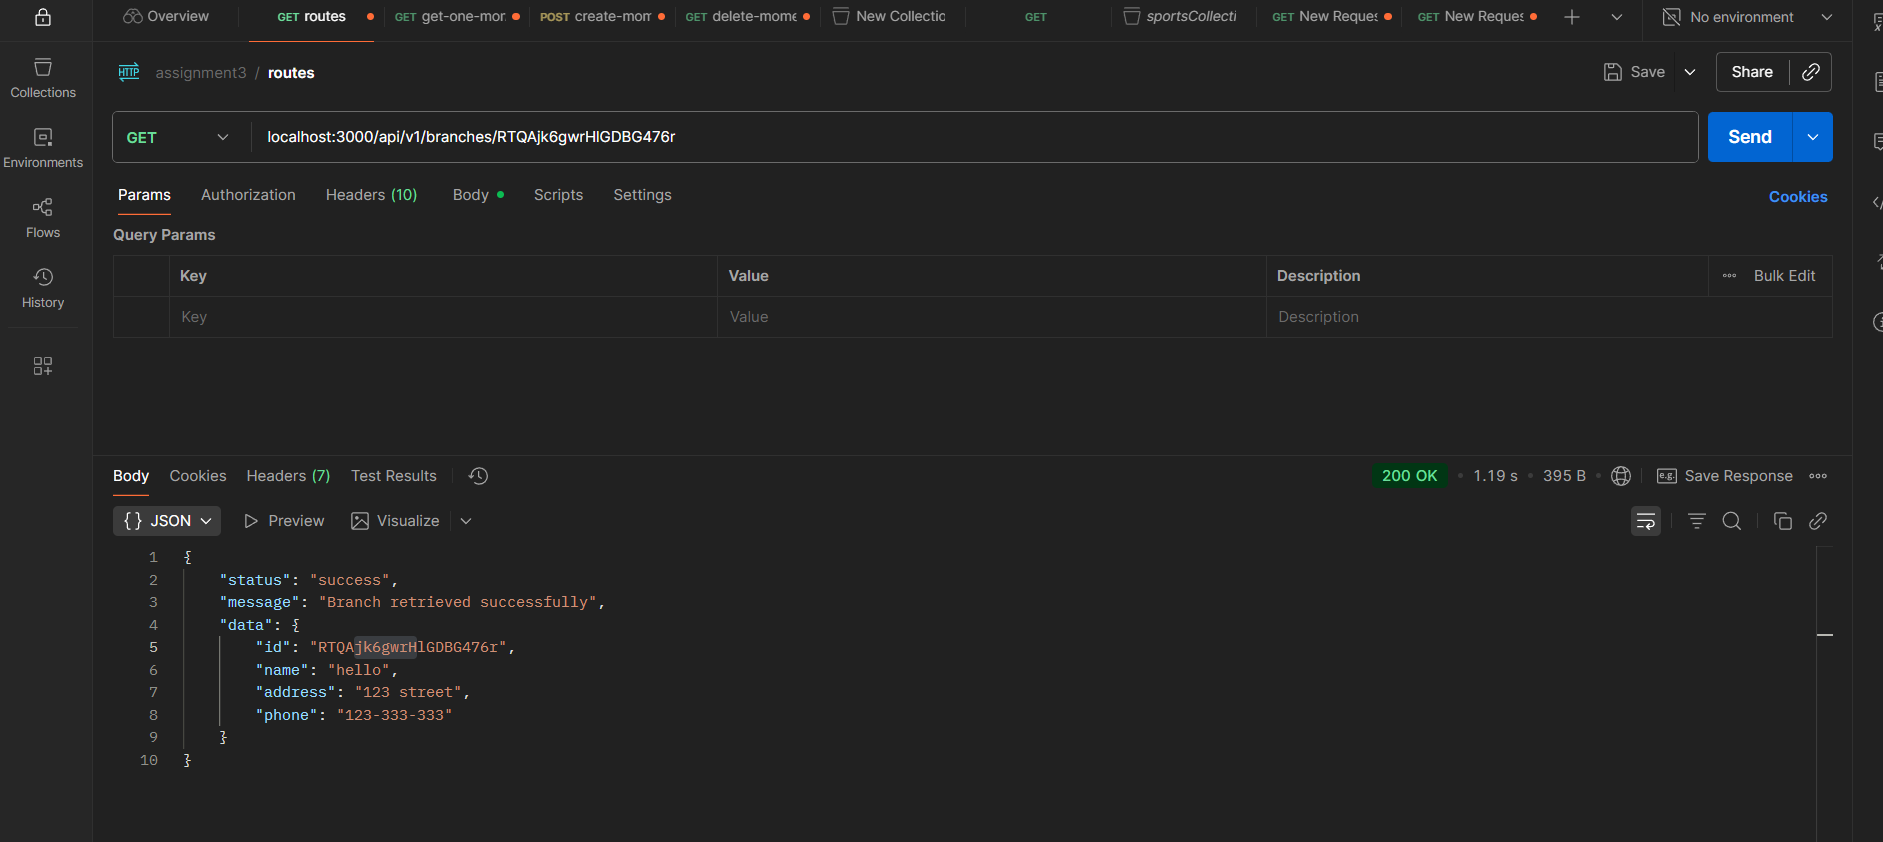 Overview
GET routes
GET get-one-mor
POST create-mom
GET delete-mome
New Collectic
GET
sportsCollecti
GET New Reques
GET New Reques
No environment
assignment3 / routes
Save
Share
Collections
Environments
Flows
History
GET
localhost:3000/api/v1/branches/RTQAjk6gwrHlGDBG476r
Send
Params Authorization Headers (10) Body Scripts Settings
Cookies
Query Params
Key Value Description Bulk Edit
Key Value Description
Body Cookies Headers (7) Test Results
200 OK • 1.19 s • 395 B •
e.g. Save Response
{} JSON Preview Visualize
1 {
2 "status": "success",
3 "message": "Branch retrieved successfully",
4 "data": {
5 "id": "RTQAjk6gwrHlGDBG476r",
6 "name": "hello",
7 "address": "123 street",
8 "phone": "123-333-333"
9 }
10 }